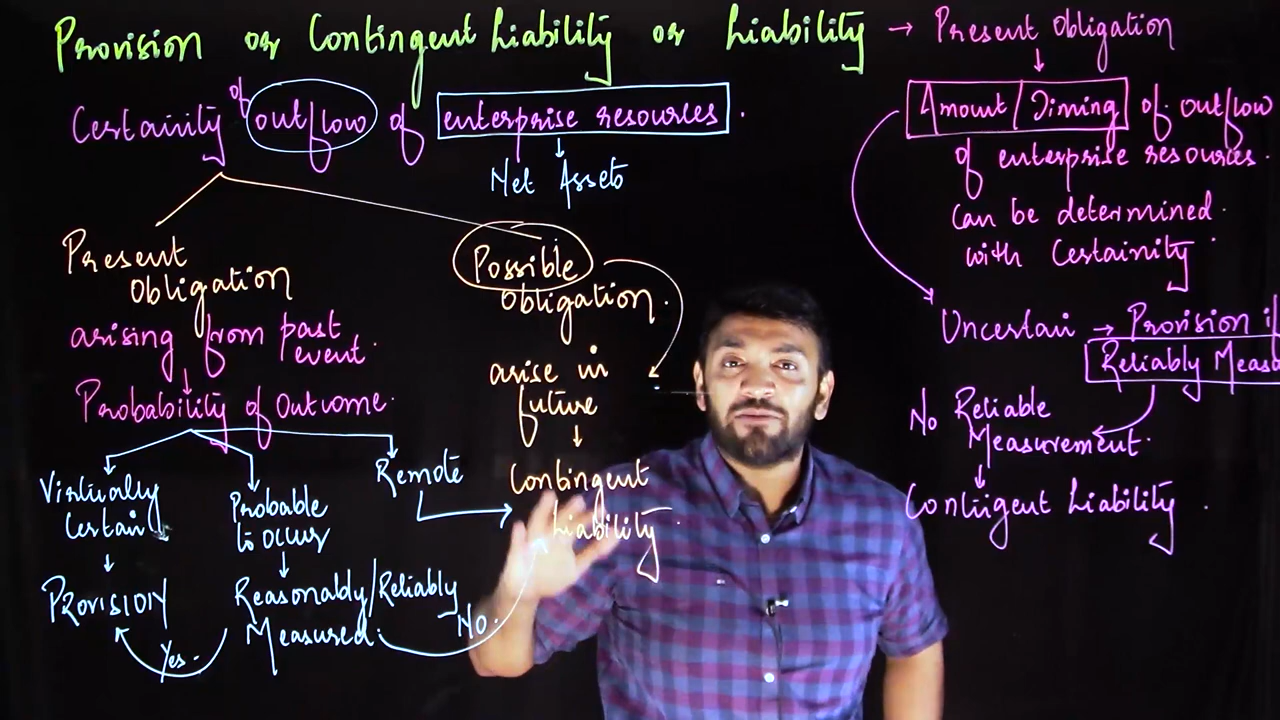 Provision or Contingent Liability or Liability → Present Obligation
Certainity of outflow of enterprise resources.
Net Assets
Present
Obligation
arising from past
event.
Probability of Outcome.
Virtually
Certain
PROVISION
Probable
to occur
Reasonably/Reliably
Measured.
Yes.
No.
Remote
Possible
Obligation.
arise in
future
Contingent
Liability.
Amount/Timing of outflow
of enterprise resources.
Can be determined
with Certainity.
Uncertain → Provision if
Reliably
No Reliable
Measurement.
Contingent Liability.